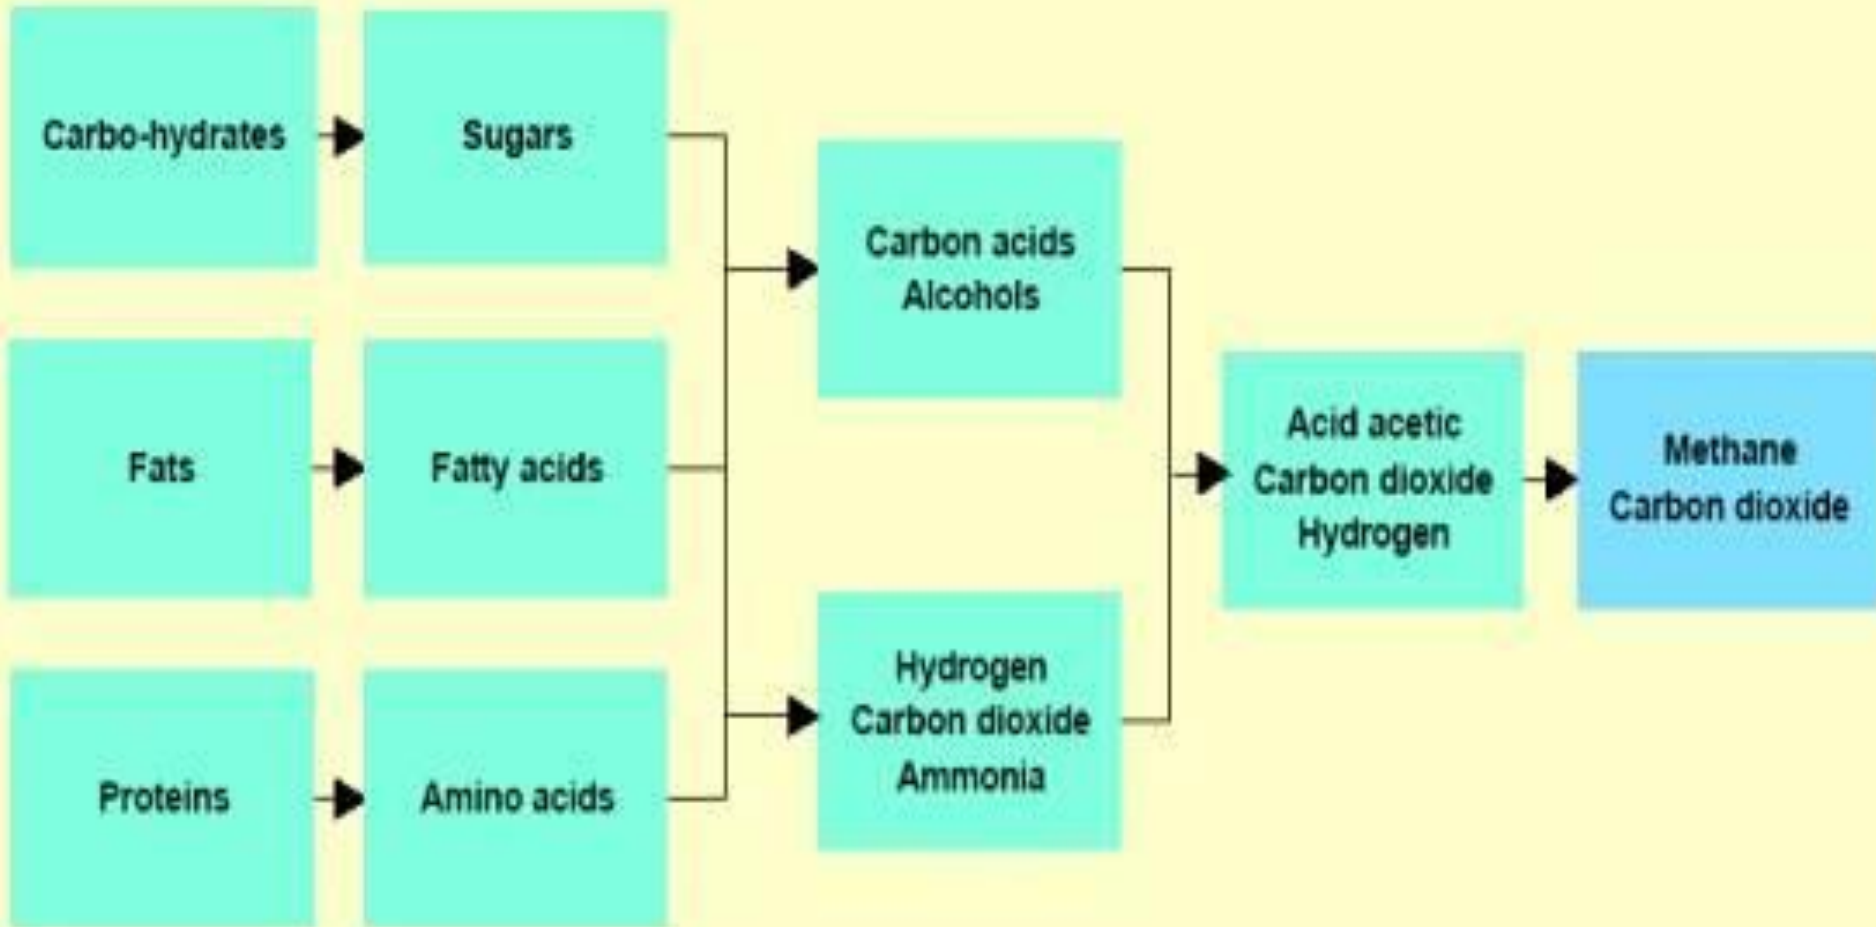 Carbo-hydrates
Sugars
Carbon acids
Alcohols
Fats
Fatty acids
Acid acetic
Carbon dioxide
Hydrogen
Methane
Carbon dioxide
Proteins
Amino acids
Hydrogen
Carbon dioxide
Ammonia